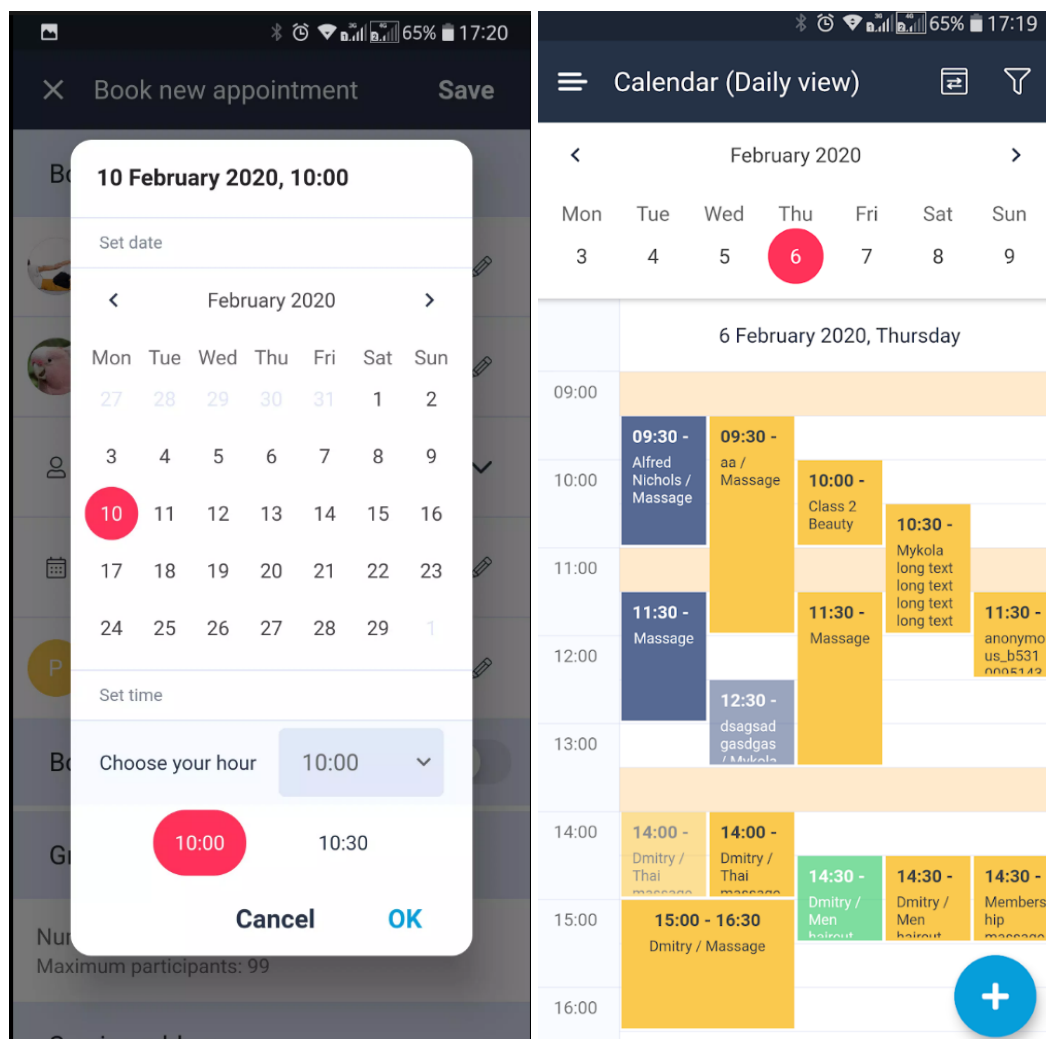 65% 17:20
Book new appointment Save
10 February 2020, 10:00
Set date
February 2020
Mon Tue Wed Thu Fri Sat Sun
27 28 29 30 31 1 2
3 4 5 6 7 8 9
10 11 12 13 14 15 16
17 18 19 20 21 22 23
24 25 26 27 28 29 1
P
Set time
Choose your hour 10:00
10:00 10:30
Cancel OK
Maximum participants: 99
65% 17:19
Calendar (Daily view)
February 2020
Mon Tue Wed Thu Fri Sat Sun
3 4 5 6 7 8 9
6 February 2020, Thursday
09:00
09:30 -
Alfred
Nichols /
Massage
09:30 -
aa /
Massage
10:00
10:00 -
Class 2
Beauty
10:30 -
Mykola
long text
long text
long text
long text
11:00
11:30 -
Massage
11:30 -
Massage
11:30 -
anonymo
us_b531
0095143
12:00
12:30 -
dsagsad
gasdgas
/ Mykola
13:00
14:00
14:00 -
Dmitry /
Thai
massage
14:00 -
Dmitry /
Thai
massage
14:30 -
Dmitry /
Men
haircut
14:30 -
Dmitry /
Men
haircut
14:30 -
Members
hip
massage
15:00
15:00 - 16:30
Dmitry / Massage
16:00